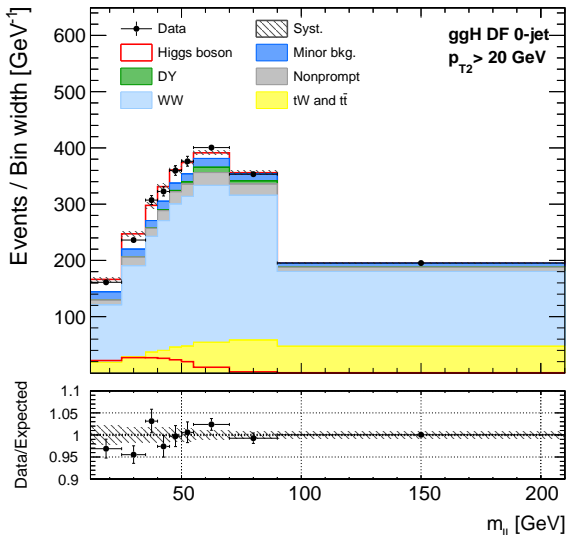 Events / Bin width [GeV⁻¹]
600
500
400
300
200
100
Data
Syst.
Higgs boson
Minor bkg.
DY
Nonprompt
WW
tW and tt̄
ggH DF 0-jet
p_T2 > 20 GeV
Data/Expected
1.1
1.05
1
0.95
0.9
50
100
150
200
m_ll [GeV]